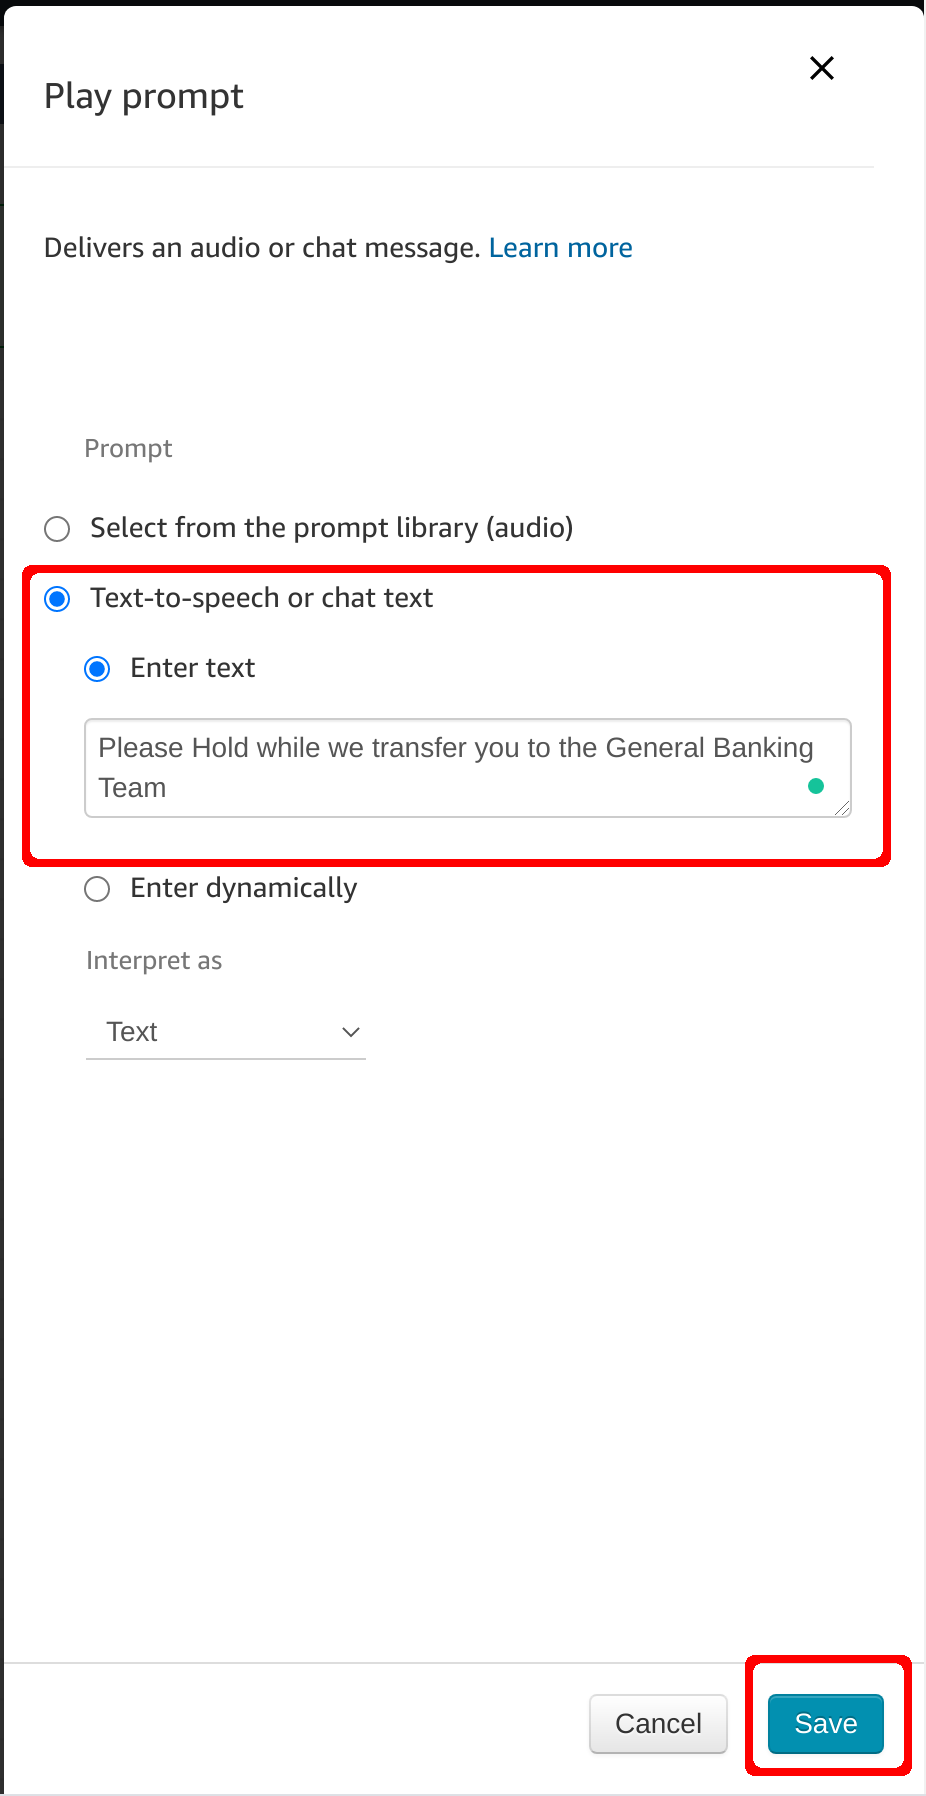 Play prompt
Delivers an audio or chat message. Learn more
Prompt
Select from the prompt library (audio)
Text-to-speech or chat text
Enter text
Please Hold while we transfer you to the General Banking
Team
Enter dynamically
Interpret as
Text
Cancel
Save